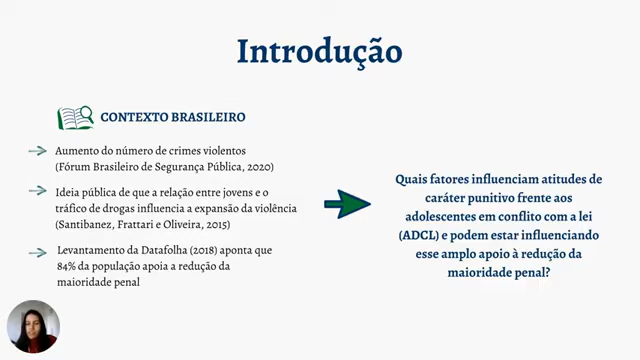 Introdução
CONTEXTO BRASILEIRO
Aumento do número de crimes violentos
(Fórum Brasileiro de Segurança Pública, 2020)
Ideia pública de que a relação entre jovens e o
tráfico de drogas influencia a expansão da violência
(Santibanez, Frattari e Oliveira, 2015)
Levantamento da Datafolha (2018) aponta que
84% da população apoia a redução da
maioridade penal
Quais fatores influenciam atitudes de
caráter punitivo frente aos
adolescentes em conflito com a lei
(ADCL) e podem estar influenciando
esse amplo apoio à redução da
maioridade penal?